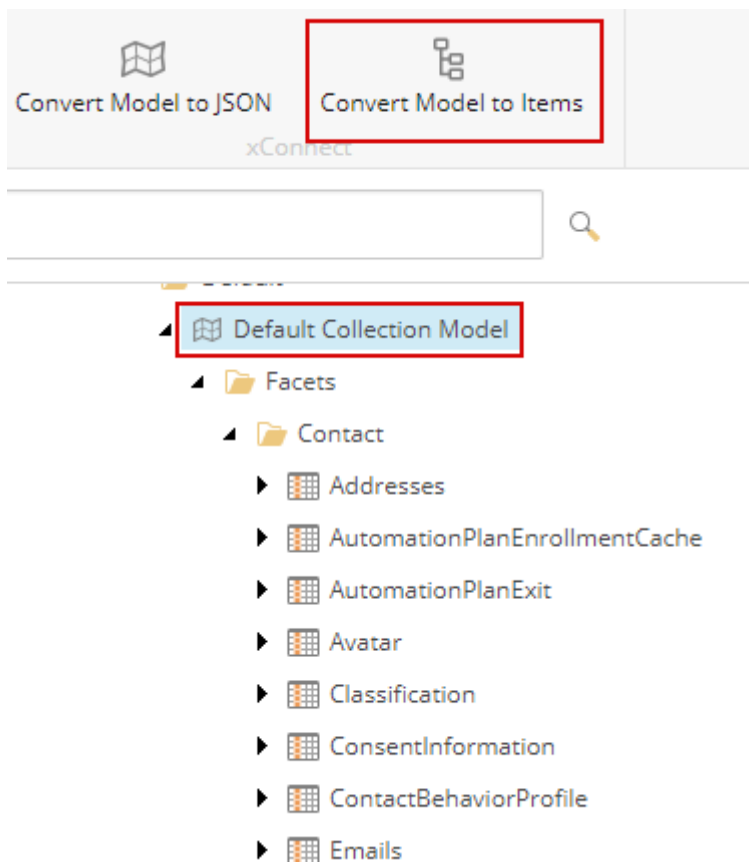 Convert Model to JSON
Convert Model to Items
xConnect
Default Collection Model
Facets
Contact
Addresses
AutomationPlanEnrollmentCache
AutomationPlanExit
Avatar
Classification
ConsentInformation
ContactBehaviorProfile
Emails